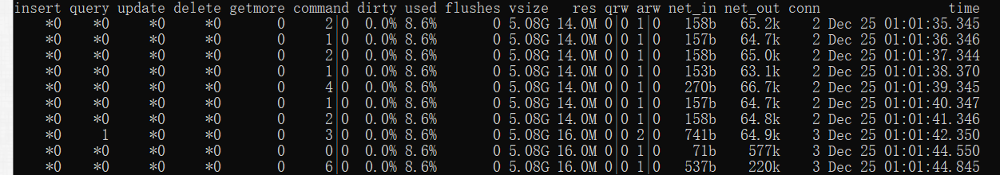 insert query update delete getmore command dirty used flushes vsize res qrw arw net_in net_out conn time
*0 *0 *0 *0 0 2|0 0.0% 8.6% 0 5.08G 14.0M 0|0 1|0 158b 65.2k 2 Dec 25 01:01:35.345
*0 *0 *0 *0 0 1|0 0.0% 8.6% 0 5.08G 14.0M 0|0 1|0 157b 64.7k 2 Dec 25 01:01:36.346
*0 *0 *0 *0 0 2|0 0.0% 8.6% 0 5.08G 14.0M 0|0 1|0 158b 65.0k 2 Dec 25 01:01:37.344
*0 *0 *0 *0 0 1|0 0.0% 8.6% 0 5.08G 14.0M 0|0 1|0 153b 63.1k 2 Dec 25 01:01:38.370
*0 *0 *0 *0 0 4|0 0.0% 8.6% 0 5.08G 14.0M 0|0 1|0 270b 66.7k 2 Dec 25 01:01:39.345
*0 *0 *0 *0 0 1|0 0.0% 8.6% 0 5.08G 14.0M 0|0 1|0 157b 64.7k 2 Dec 25 01:01:40.347
*0 *0 *0 *0 0 2|0 0.0% 8.6% 0 5.08G 14.0M 0|0 1|0 158b 64.8k 2 Dec 25 01:01:41.346
*0 1 *0 *0 0 3|0 0.0% 8.6% 0 5.08G 16.0M 0|0 2|0 741b 64.9k 3 Dec 25 01:01:42.350
*0 *0 *0 *0 0 0|0 0.0% 8.6% 0 5.08G 16.0M 0|0 1|0 71b 577k 3 Dec 25 01:01:44.550
*0 *0 *0 *0 0 6|0 0.0% 8.6% 0 5.08G 16.0M 0|0 1|0 537b 220k 3 Dec 25 01:01:44.845